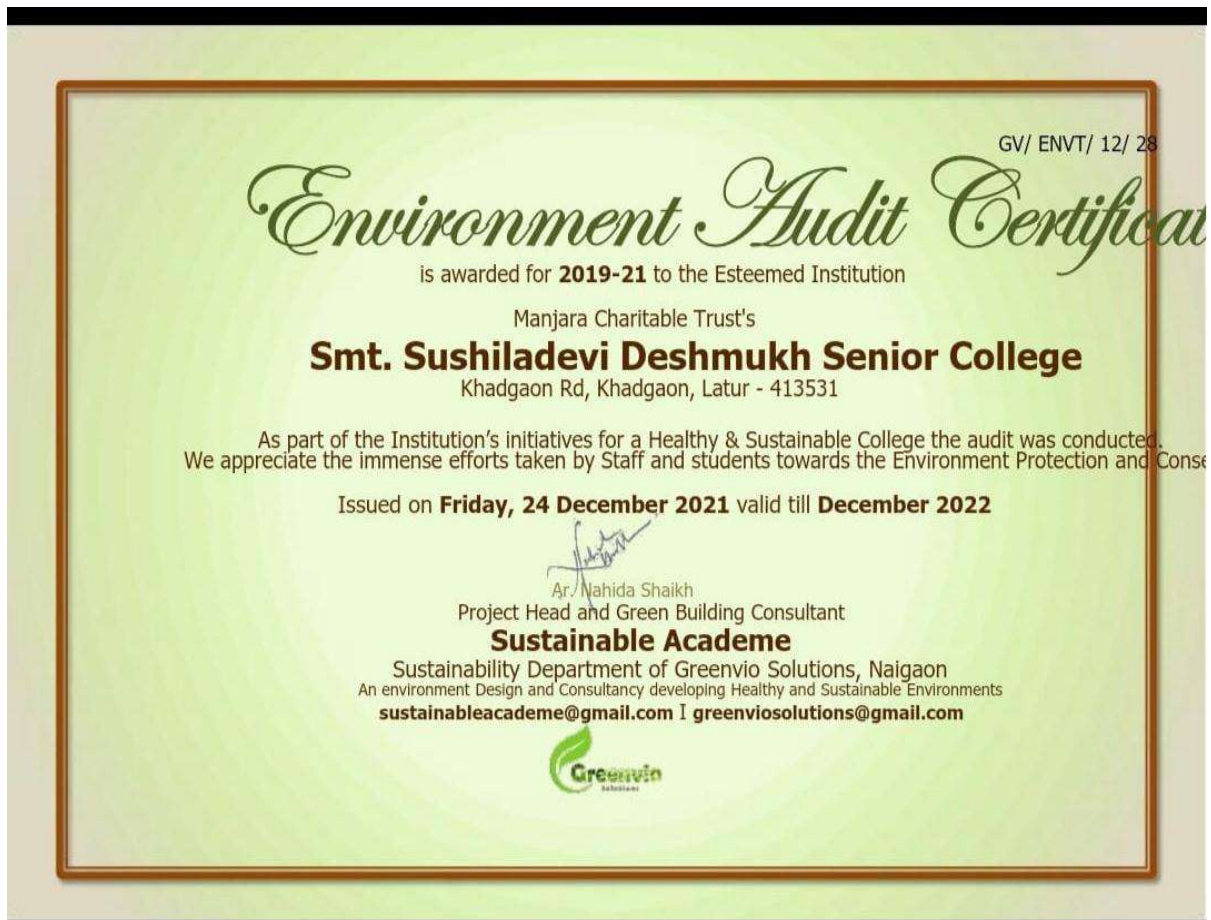 GV/ ENVT/ 12/ 28
Environment Audit Certificat
is awarded for 2019-21 to the Esteemed Institution
Manjara Charitable Trust's
Smt. Sushiladevi Deshmukh Senior College
Khadgaon Rd, Khadgaon, Latur - 413531
As part of the Institution's initiatives for a Healthy & Sustainable College the audit was conducted.
We appreciate the immense efforts taken by Staff and students towards the Environment Protection and Conse
Issued on Friday, 24 December 2021 valid till December 2022
Ar. Nahida Shaikh
Project Head and Green Building Consultant
Sustainable Academe
Sustainability Department of Greenvio Solutions, Naigaon
An environment Design and Consultancy developing Healthy and Sustainable Environments
sustainableacademe@gmail.com I greenviosolutions@gmail.com
Greenvio
Solutions